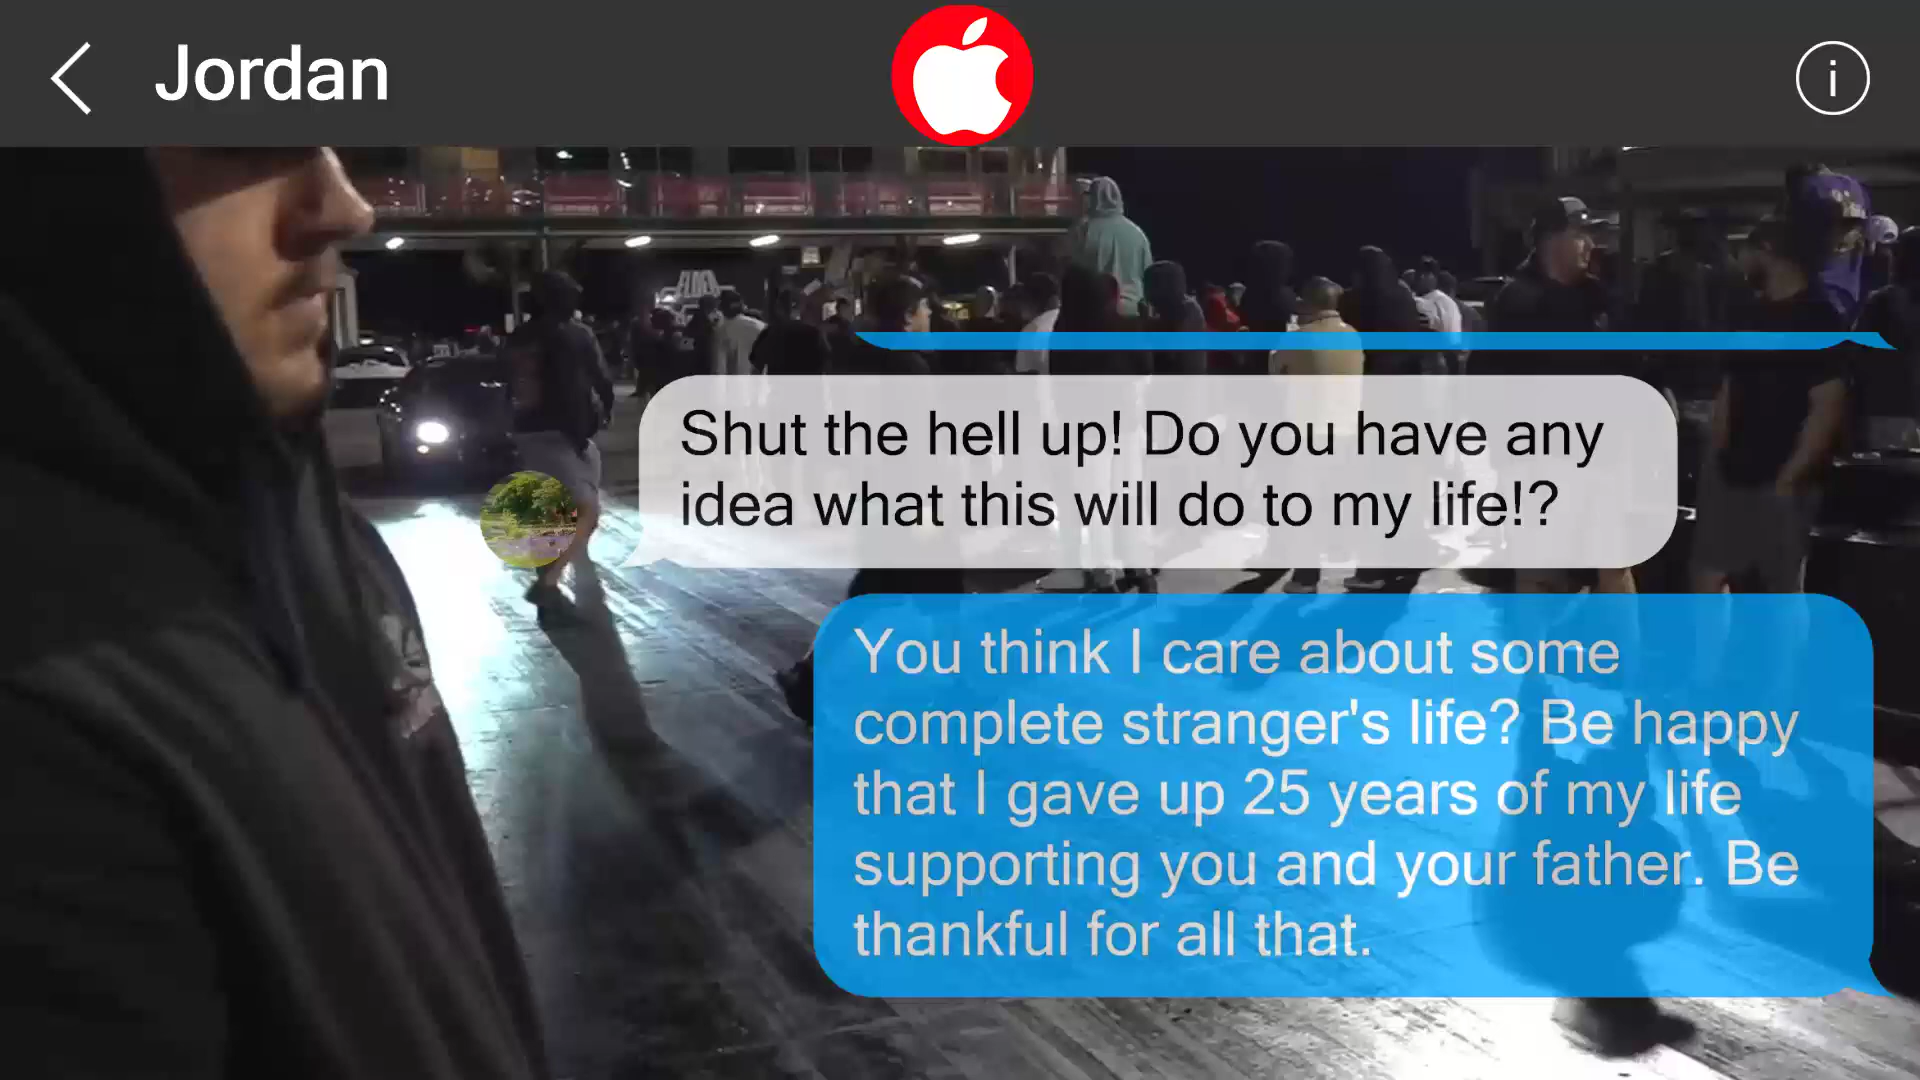 Jordan
i
Shut the hell up! Do you have any
idea what this will do to my life!?
You think I care about some
complete stranger's life? Be happy
that I gave up 25 years of my life
supporting you and your father. Be
thankful for all that.